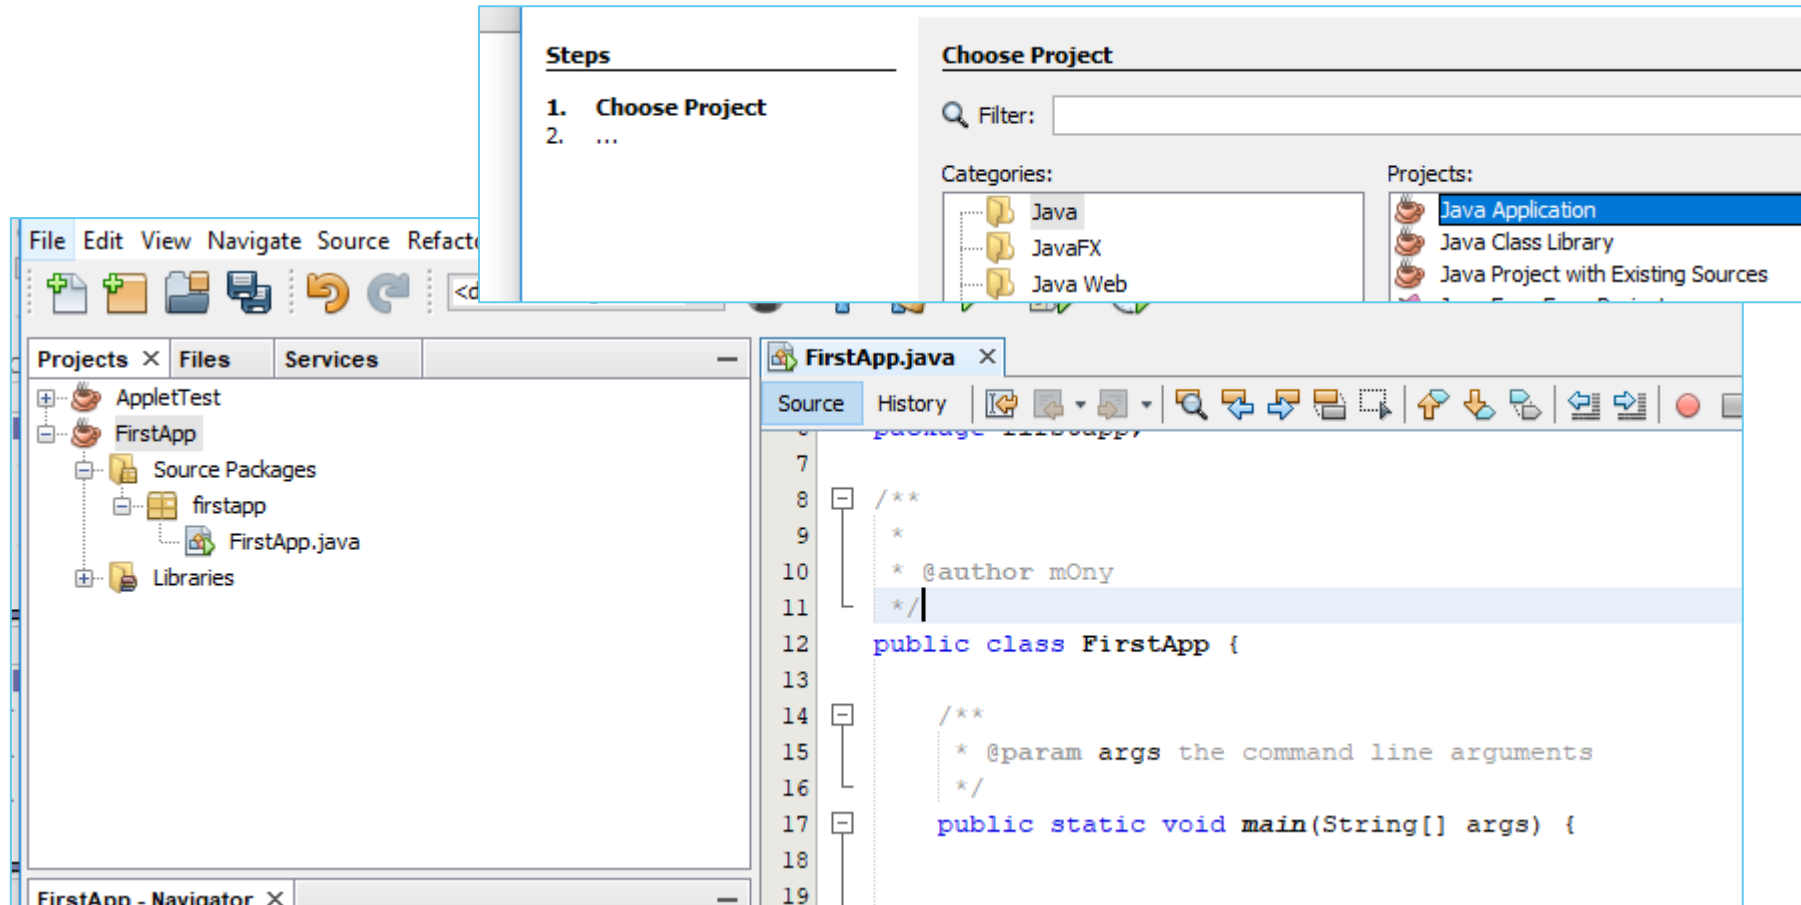 Steps
1. Choose Project
2. ...
Choose Project
Filter:
Categories:
Java
JavaFX
Java Web
Projects:
Java Application
Java Class Library
Java Project with Existing Sources
File Edit View Navigate Source
<d
Projects Files Services
AppletTest
FirstApp
Source Packages
firstapp
FirstApp.java
Libraries
FirstApp - Navigator
FirstApp.java
Source History
package firstapp;
7
8 /**
9 *
10 * @author mOny
11 */
12 public class FirstApp {
13
14 /**
15 * @param args the command line arguments
16 */
17 public static void main(String[] args) {
18
19